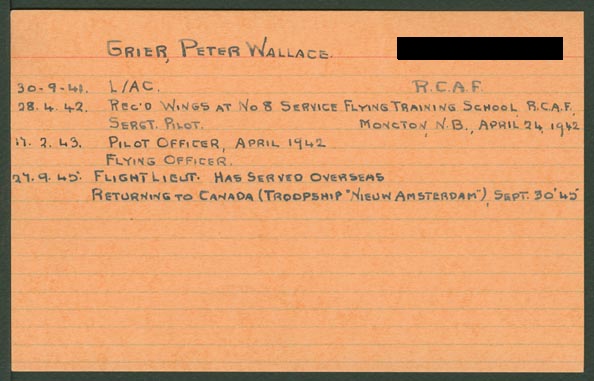 GRIER, PETER WALLACE.
30-9-41. L/AC. R.C.A.F.
28.4.42. REC'D WINGS AT NO 8 SERVICE FLYING TRAINING SCHOOL R.C.A.F.,
SERGT. PILOT. MONCTON, N.B., APRIL 24, 1942
17.2.43. PILOT OFFICER, APRIL 1942
FLYING OFFICER.
27.9.45. FLIGHT LIEUT. HAS SERVED OVERSEAS
RETURNING TO CANADA (TROOPSHIP "NIEUW AMSTERDAM"), SEPT. 30'45